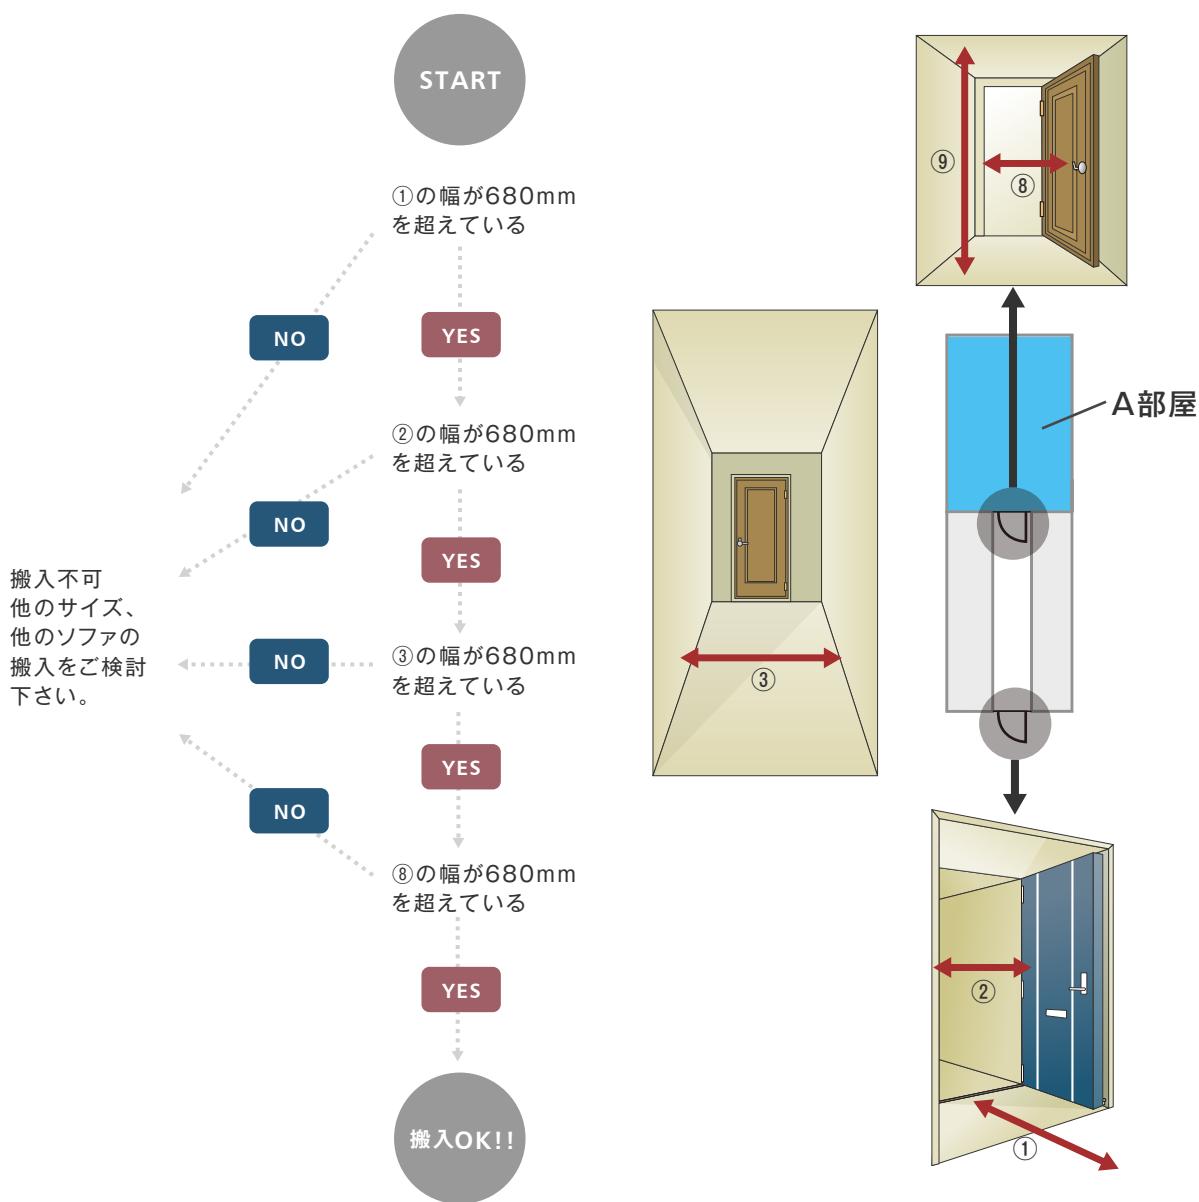 START
①の幅が680mm
を超えている
NO
YES
②の幅が680mm
を超えている
NO
YES
搬入不可
他のサイズ、
他のソファの
搬入をご検討
下さい。
③の幅が680mm
を超えている
NO
YES
⑧の幅が680mm
を超えている
NO
YES
搬入OK!!
⑨
⑧
A部屋
③
②
①